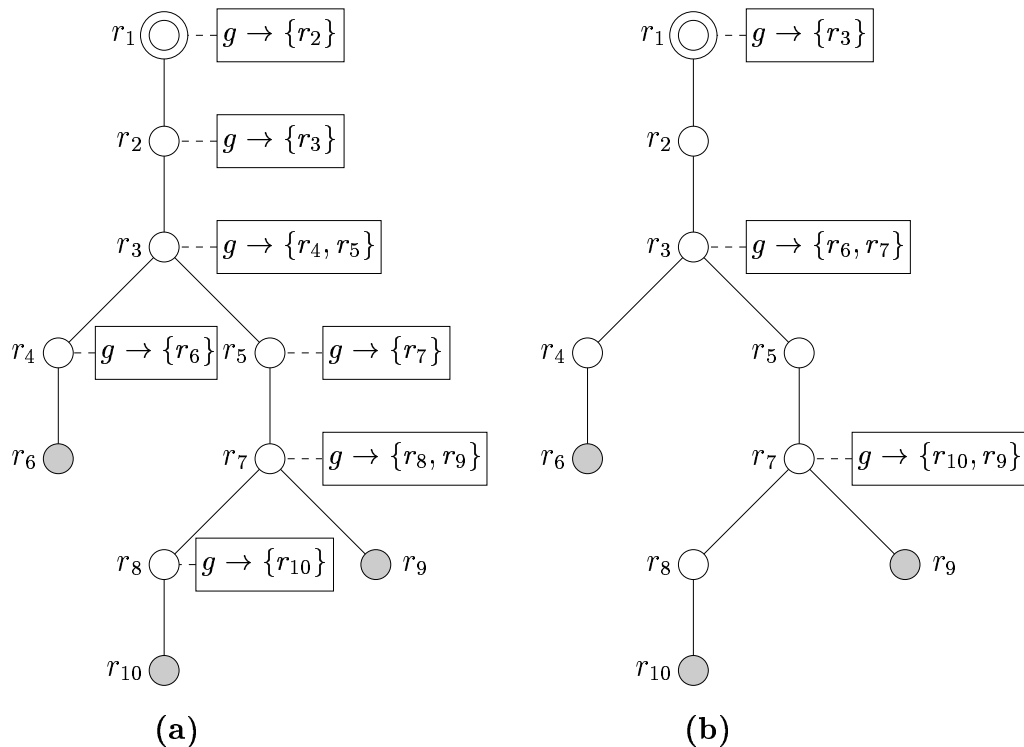 r₁ g → {r₂}
r₂ g → {r₃}
r₃ g → {r₄, r₅}
r₄ g → {r₆} r₅ g → {r₇}
r₆ r₇ g → {r₈, r₉}
r₈ g → {r₁₀} r₉
r₁₀
(a)
r₁ g → {r₃}
r₂
r₃ g → {r₆, r₇}
r₄ r₅
r₆ r₇ g → {r₁₀, r₉}
r₈ r₉
r₁₀
(b)